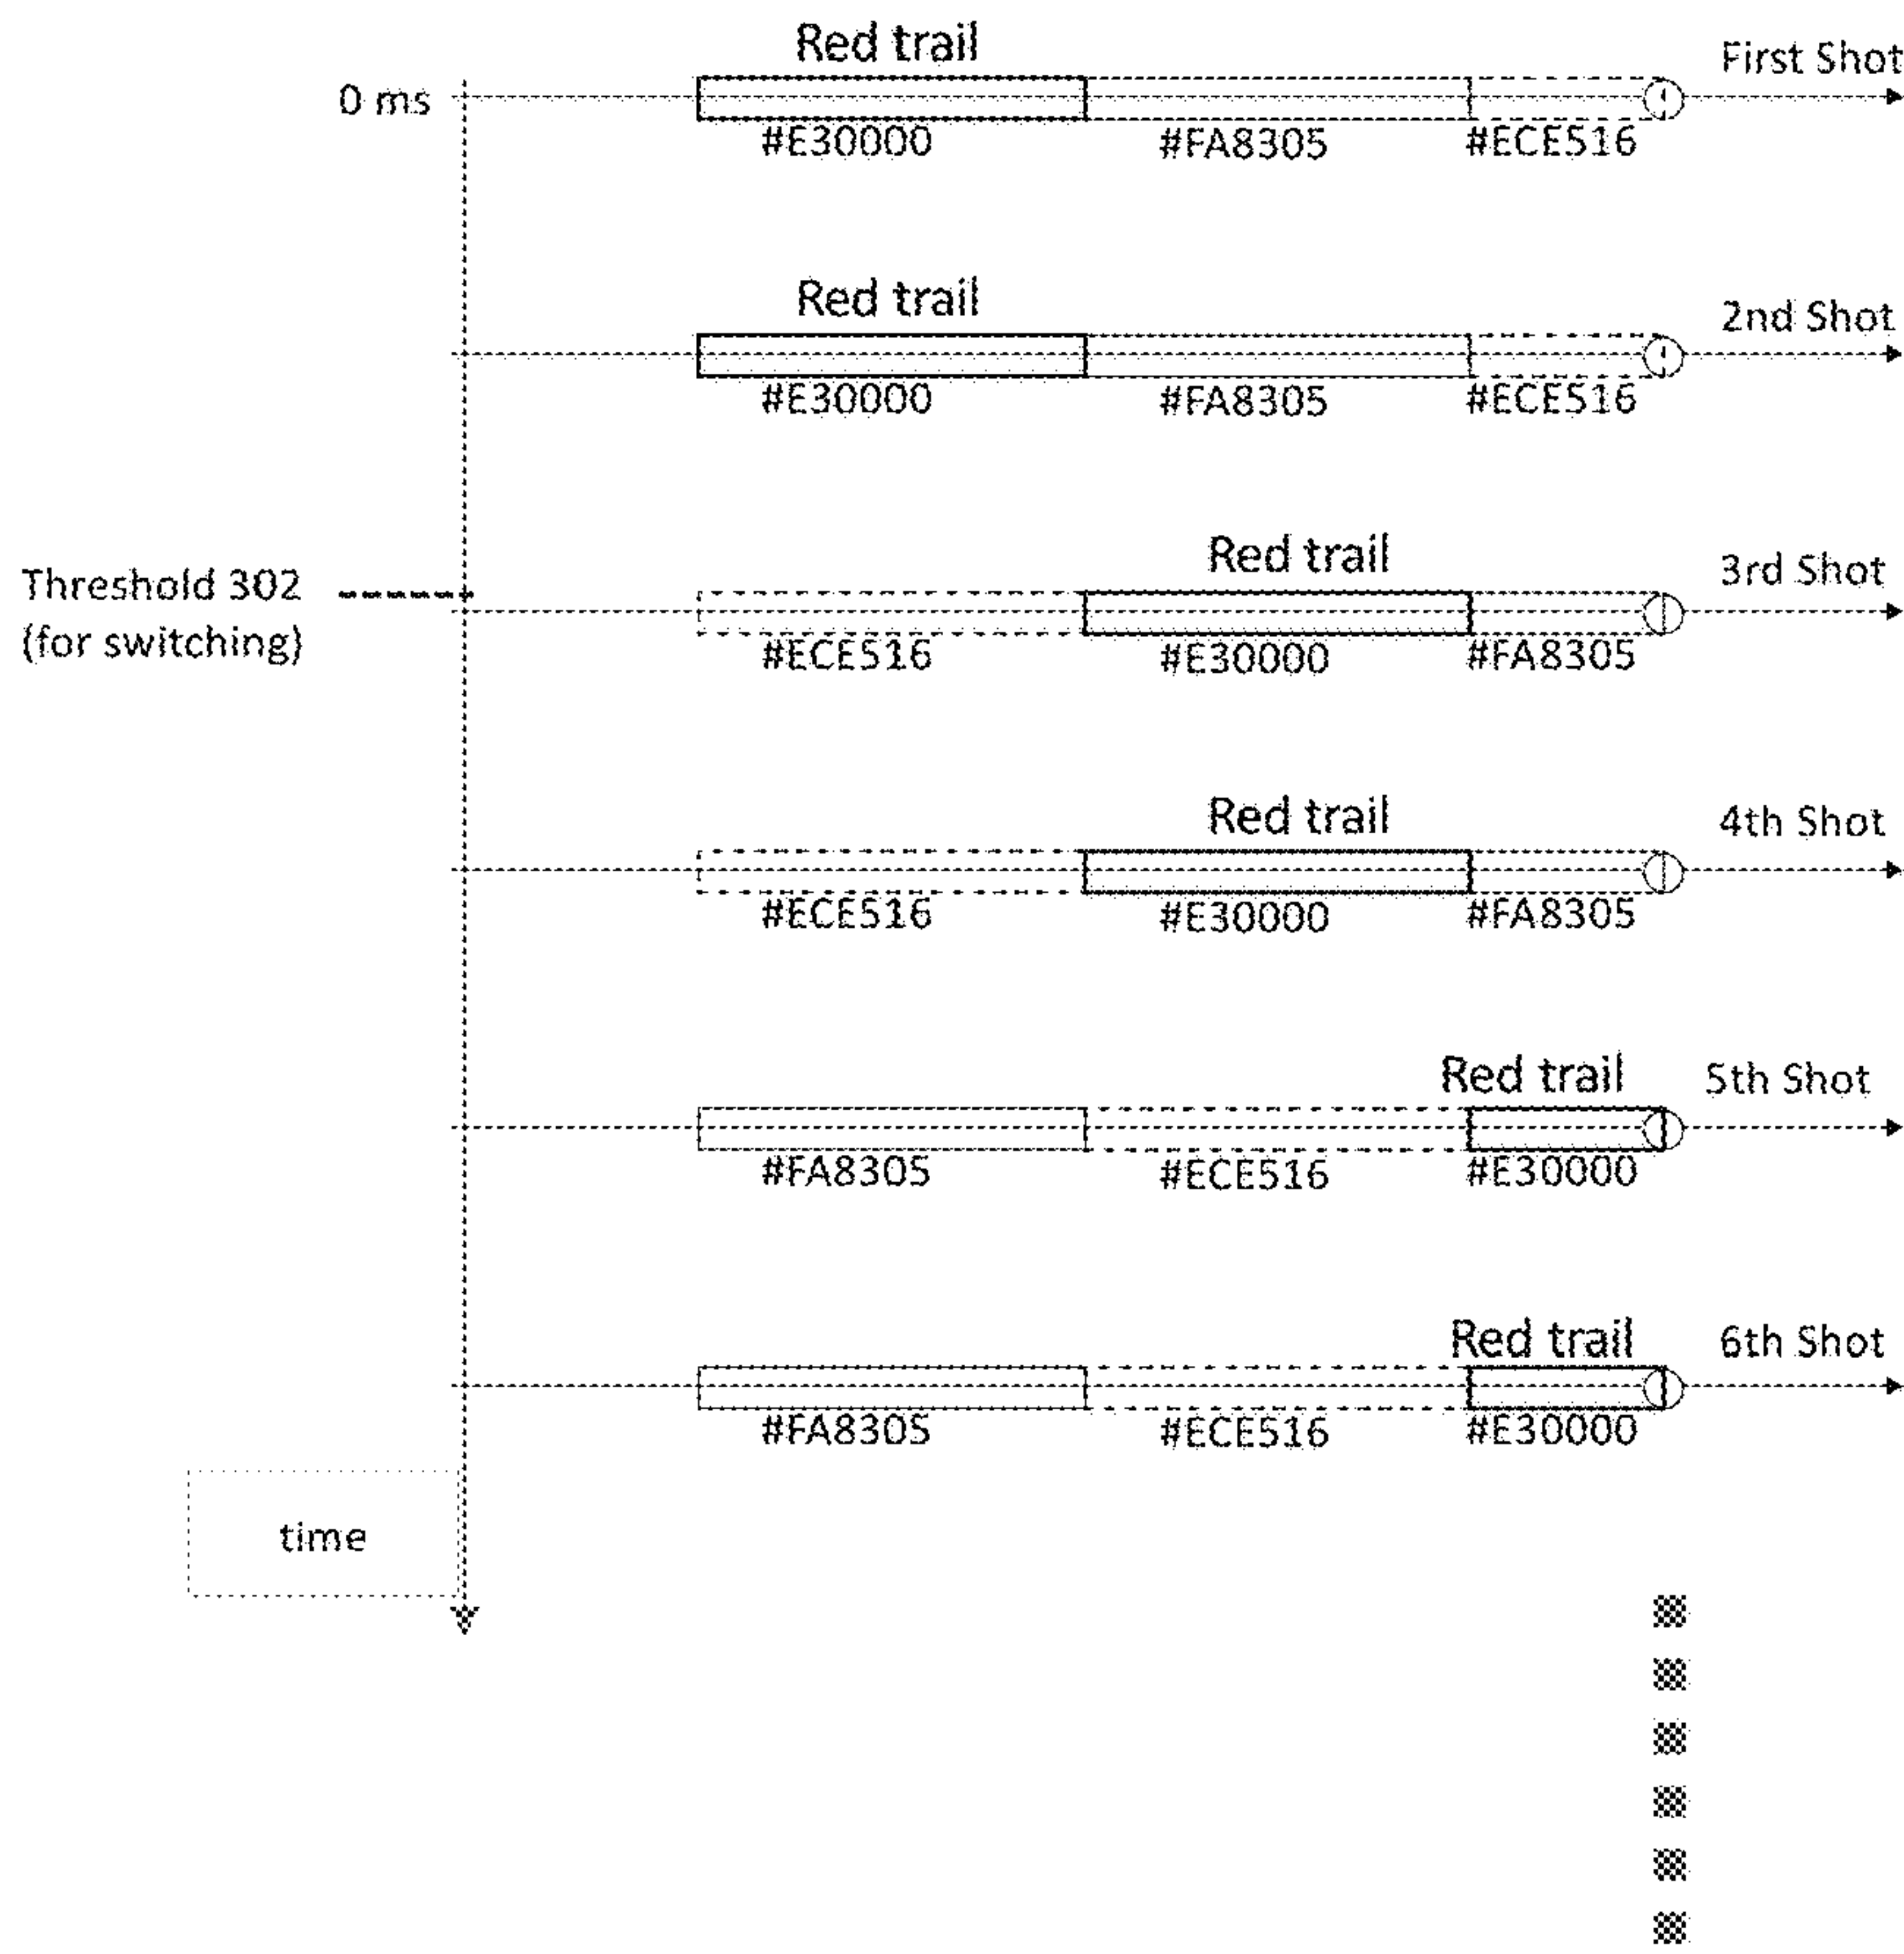 Red trail
First Shot
0 ms
#E30000
#FA8305
#ECE516
Red trail
2nd Shot
#E30000
#FA8305
#ECE516
Red trail
3rd Shot
Threshold 302
(for switching)
#ECE516
#E30000
#FA8305
Red trail
4th Shot
#ECE516
#E30000
#FA8305
Red trail
5th Shot
#FA8305
#ECE516
#E30000
Red trail
6th Shot
#FA8305
#ECE516
#E30000
time